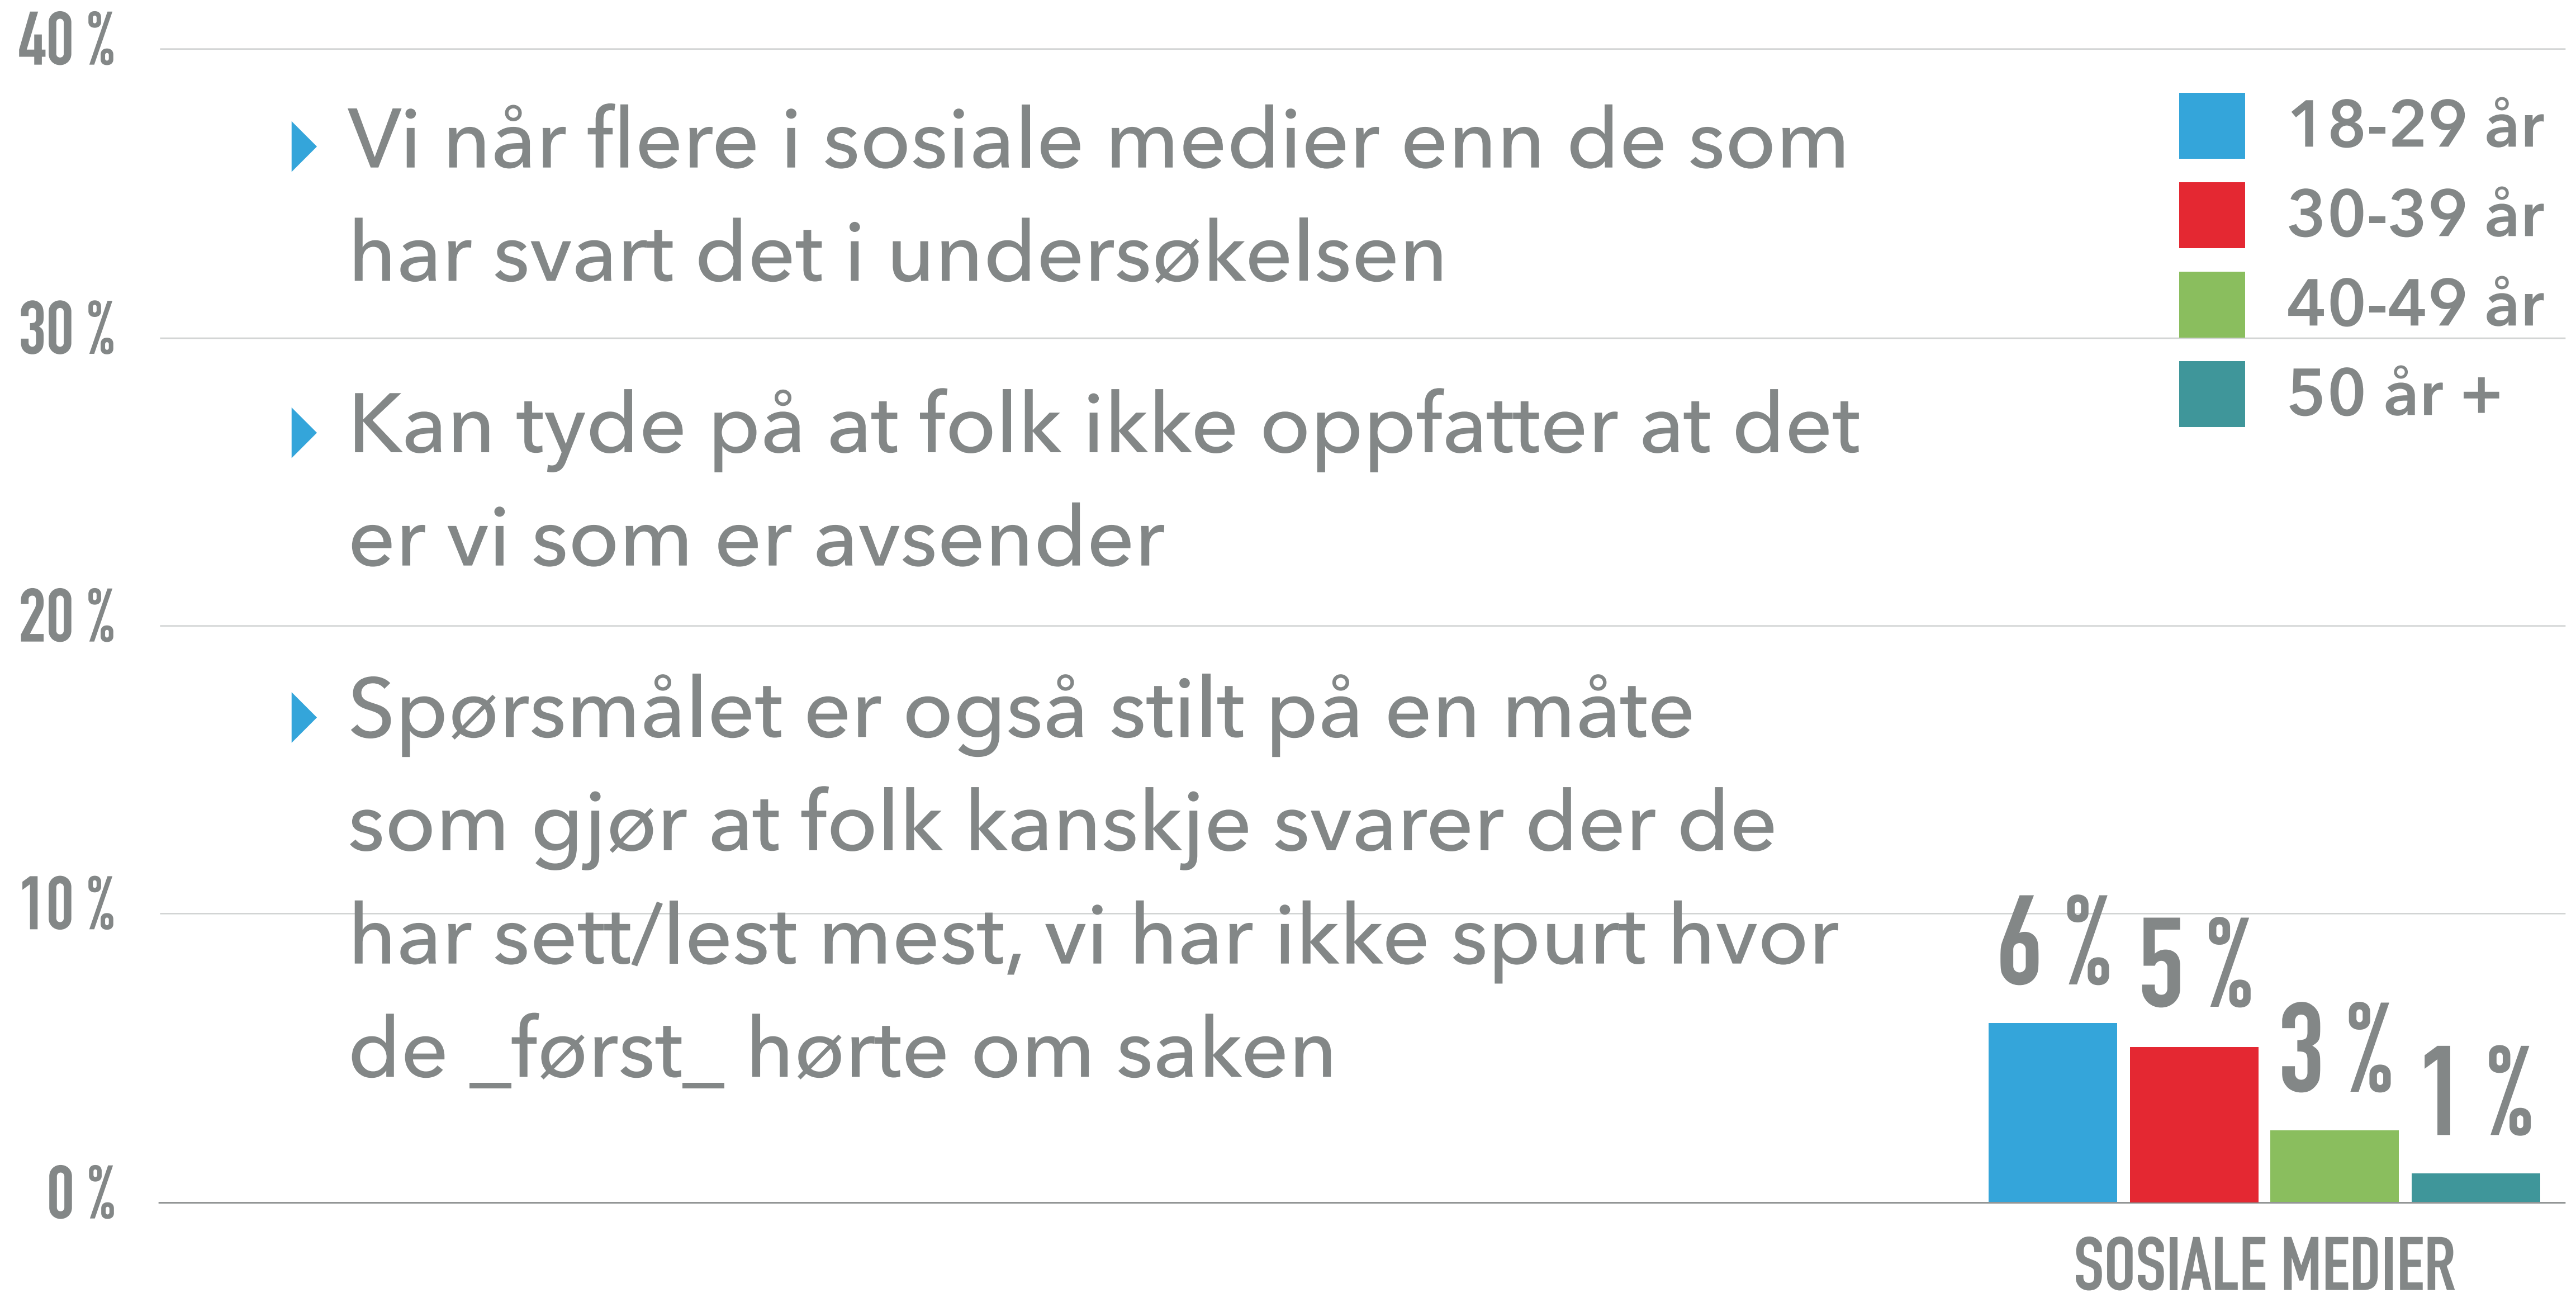 40 %
30 %
20 %
10 %
0 %
Vi når flere i sosiale medier enn de som
har svart det i undersøkelsen
Kan tyde på at folk ikke oppfatter at det
er vi som er avsender
Spørsmålet er også stilt på en måte
som gjør at folk kanskje svarer der de
har sett/lest mest, vi har ikke spurt hvor
de _først_ hørte om saken
18-29 år
30-39 år
40-49 år
50 år +
6 %
5 %
3 %
1 %
SOSIALE MEDIER